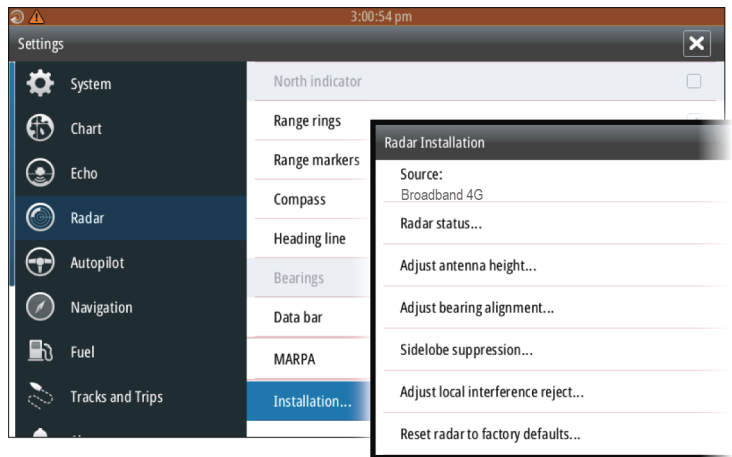 3:00:54 pm
Settings
System
Chart
Echo
Radar
Autopilot
Navigation
Fuel
Tracks and Trips
North indicator
Range rings
Range markers
Compass
Heading line
Bearings
Data bar
MARPA
Installation...
Radar Installation
Source:
Broadband 4G
Radar status...
Adjust antenna height...
Adjust bearing alignment...
Sidelobe suppression...
Adjust local interference reject...
Reset radar to factory defaults...